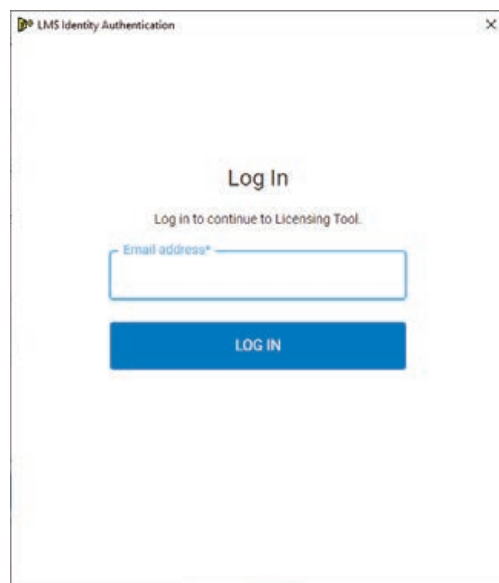 LMS Identity Authentication
Log In
Log in to continue to Licensing Tool.
Email address*
LOG IN